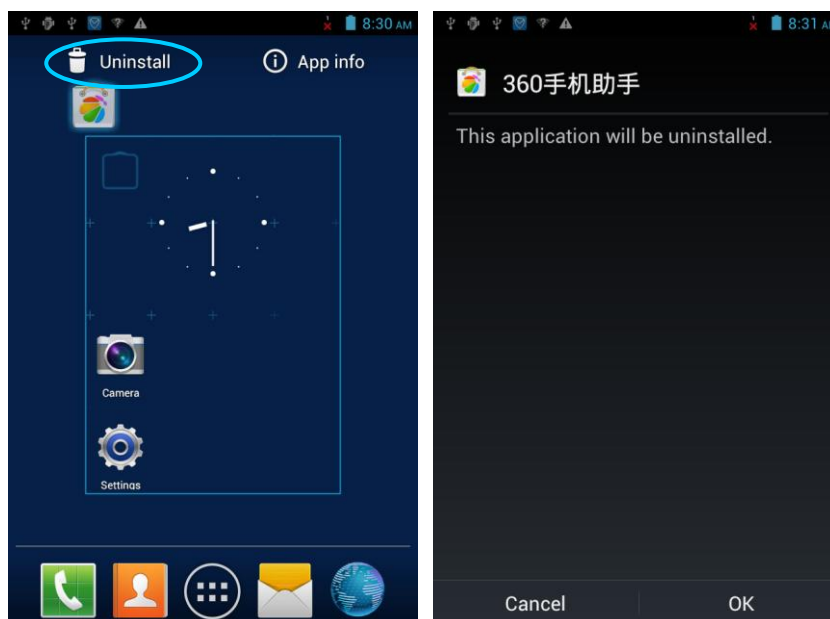 8:30 AM
Uninstall
App info
Camera
Settings
8:31 A
360手机助手
This application will be uninstalled.
Cancel
OK